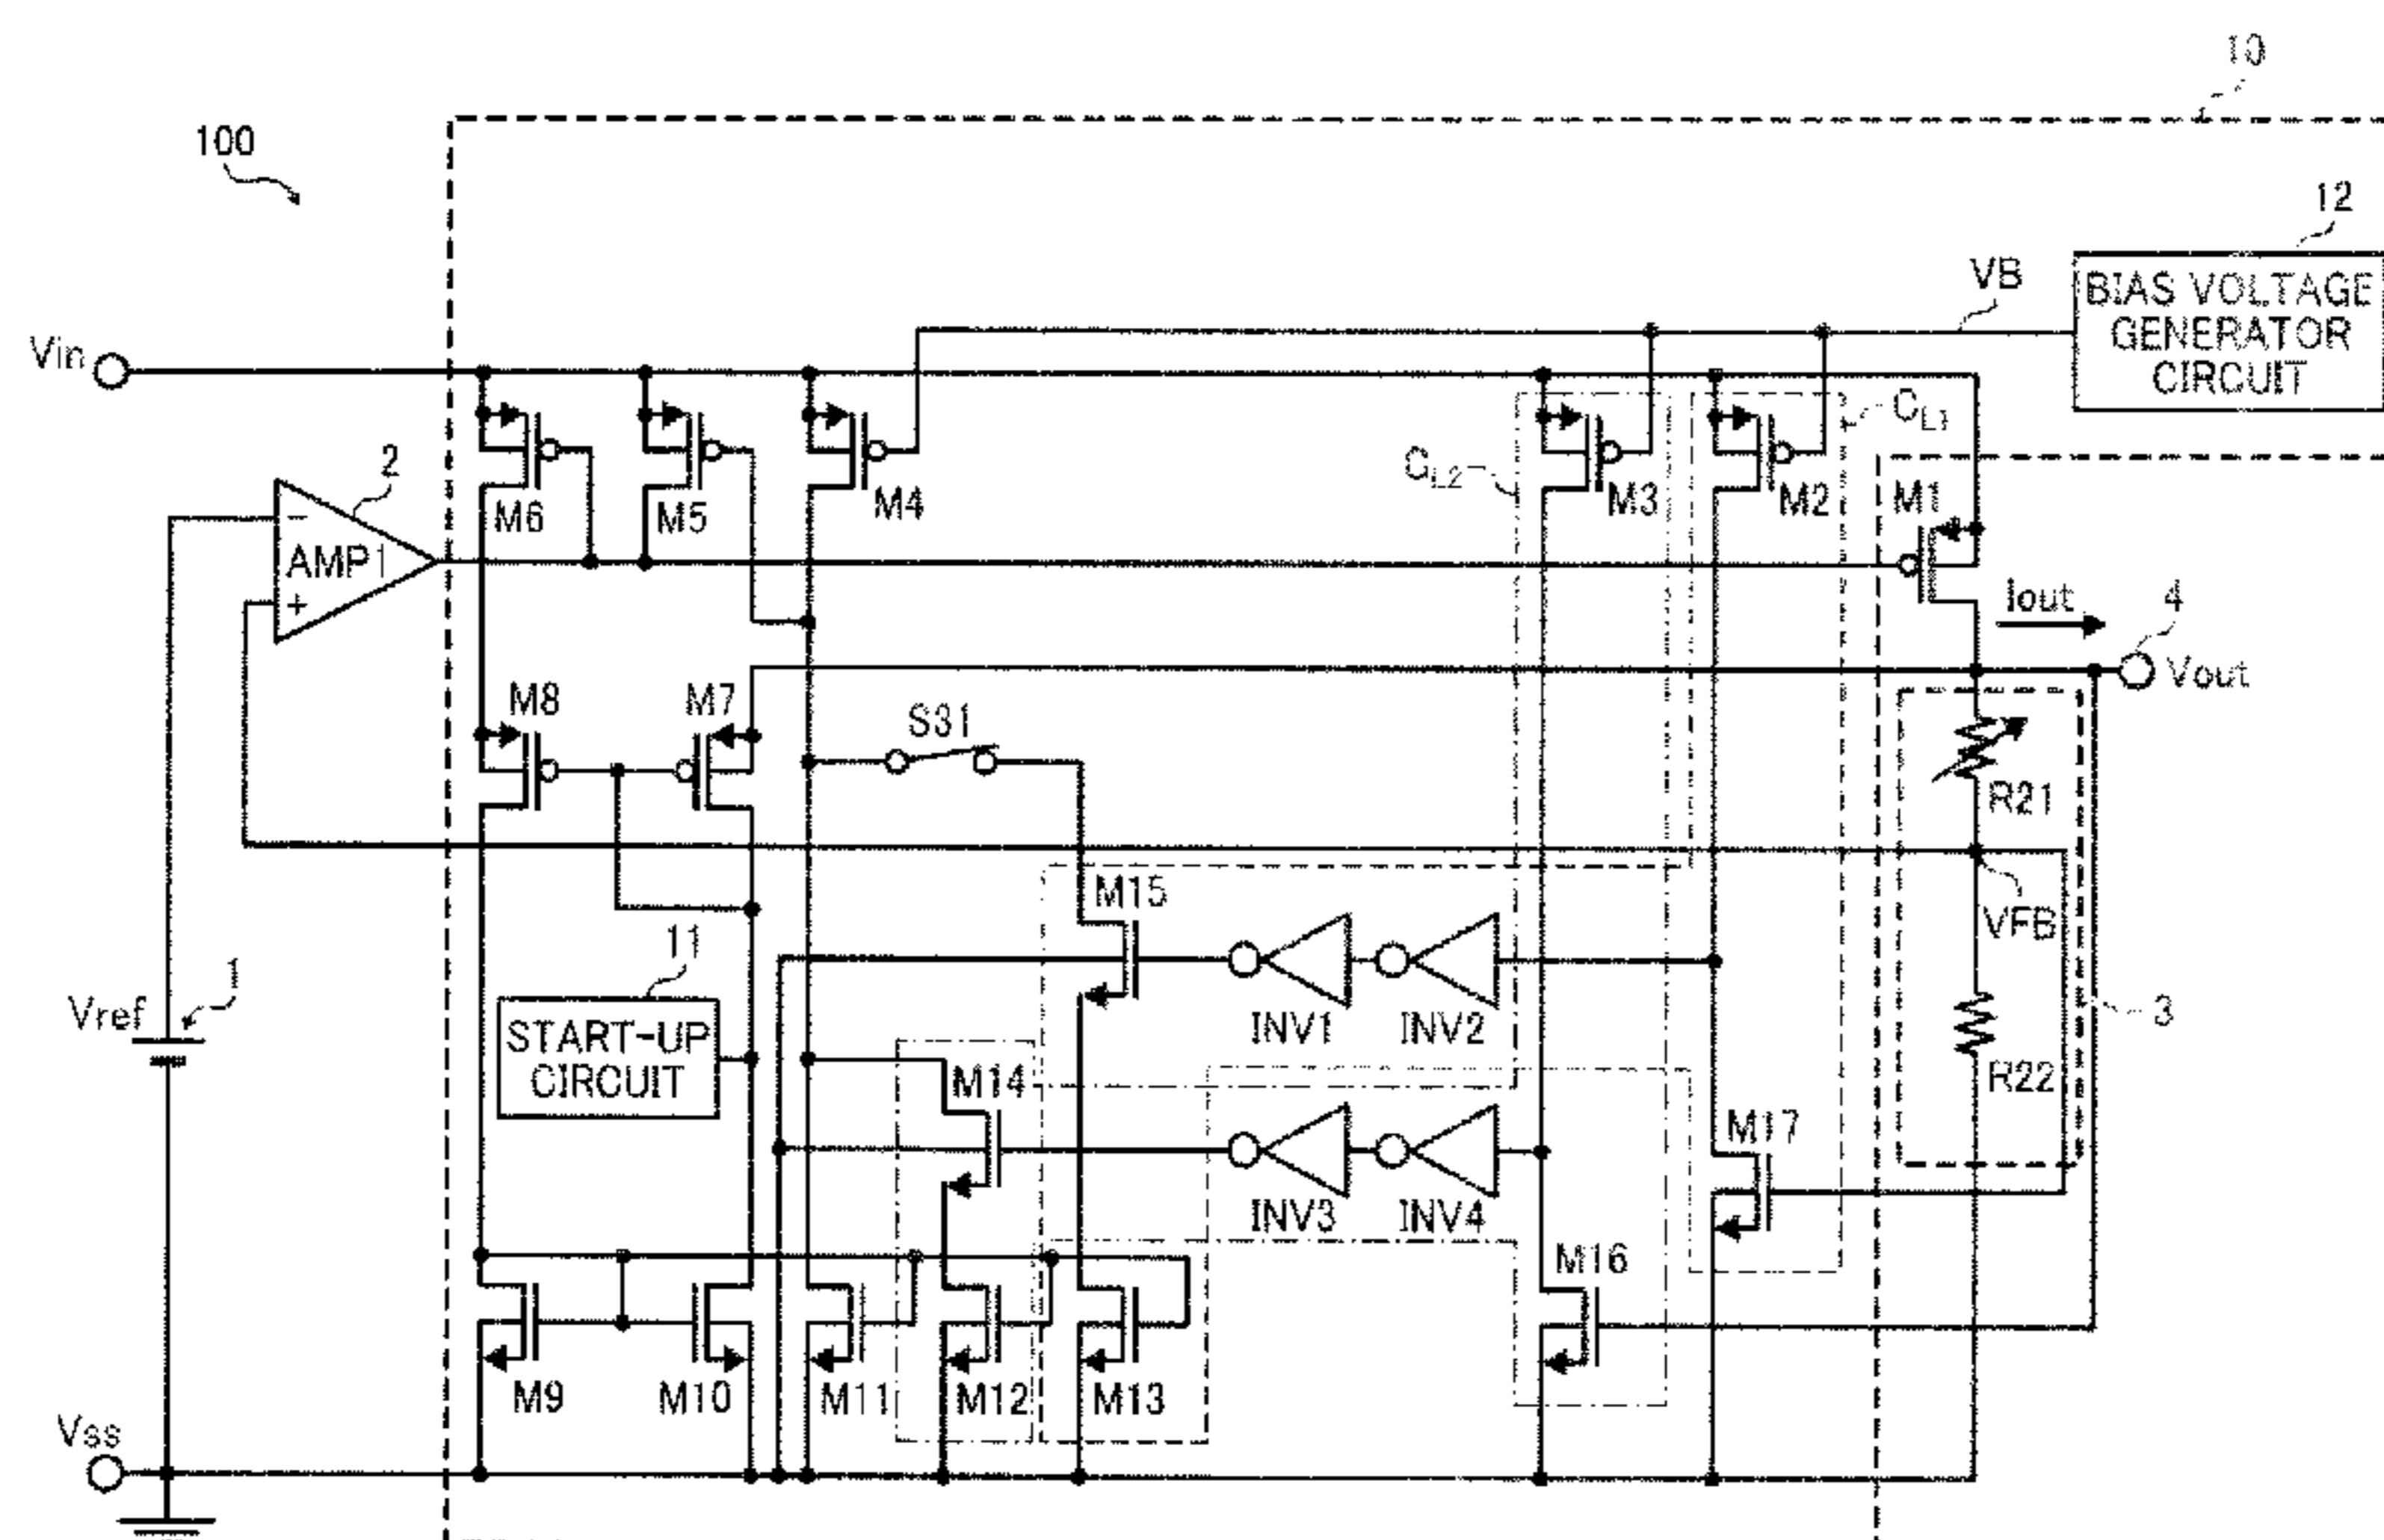 10
100
12
BIAS VOLTAGE
GENERATOR
CIRCUIT
VB
Vin
2
CL1
GL2
M6
M5
M4
M3
M2
M1
−
AMP1
+
Iout
4
Vout
M8
M7
S31
R21
M15
VFB
11
1
Vref
START-UP
CIRCUIT
INV1
INV2
3
M14
R22
M17
INV3
INV4
M16
M9
M10
M11
M12
M13
Vss